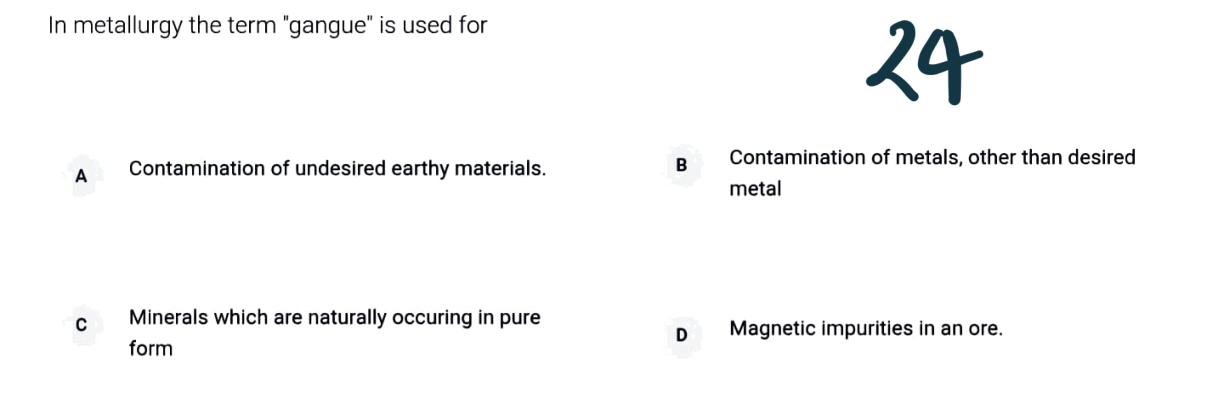 In metallurgy the term "gangue" is used for
24
A Contamination of undesired earthy materials.
B Contamination of metals, other than desired
metal
C Minerals which are naturally occuring in pure
form
D Magnetic impurities in an ore.